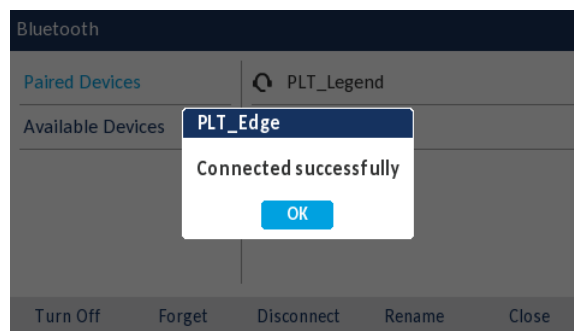 Bluetooth
Paired Devices
PLT_Legend
Available Devices
PLT_Edge
Connected successfully
OK
Turn Off Forget Disconnect Rename Close